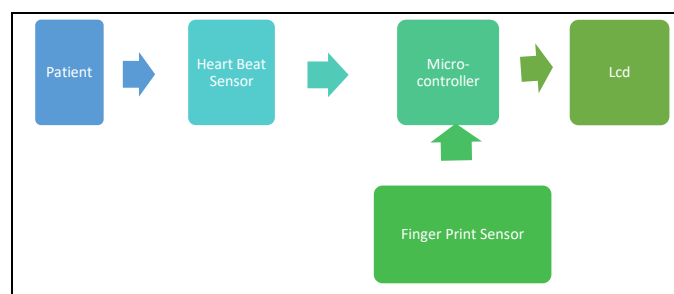 Patient
Heart Beat
Sensor
Micro-
controller
Lcd
Finger Print Sensor